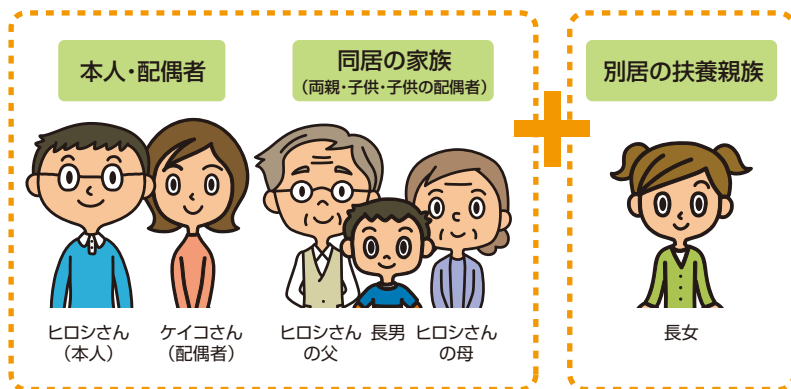 本人・配偶者
同居の家族
（両親・子供・子供の配偶者）
別居の扶養親族
ヒロシさん
（本人）
ケイコさん
（配偶者）
ヒロシさん
の父
長男
ヒロシさん
の母
長女